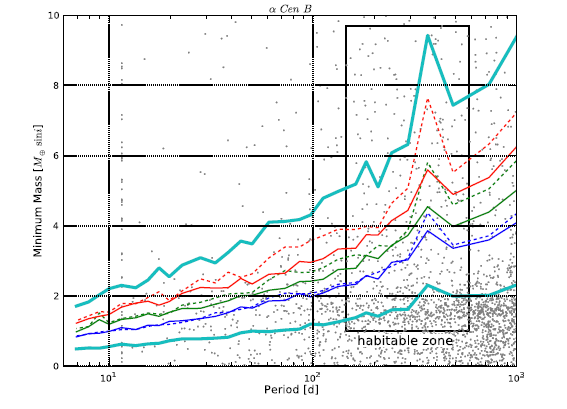 α Cen B
10
8
6
4
2
0
Minimum Mass [M⊕ sin i]
habitable zone
10¹ 10² 10³
Period [d]